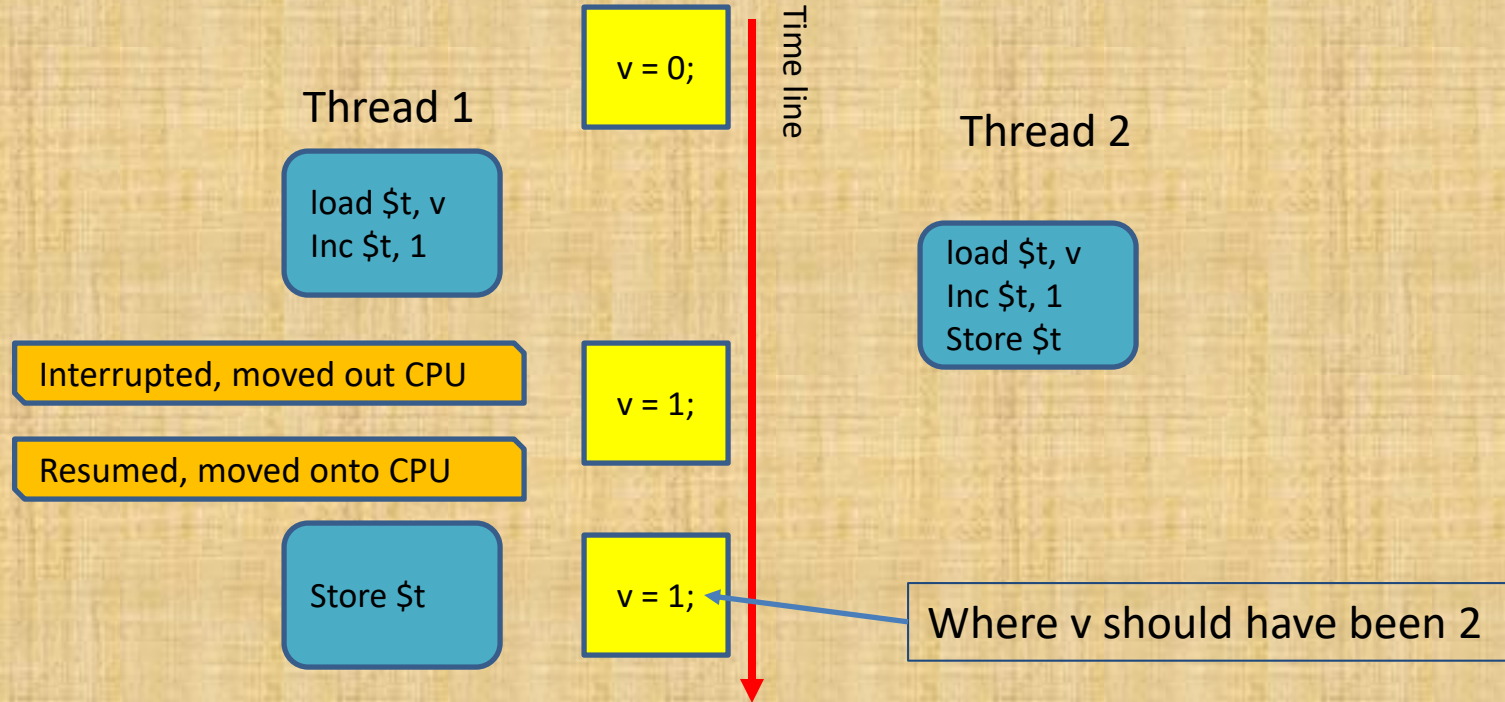 v = 0;
Time line
Thread 1
Thread 2
load $t, v
Inc $t, 1
load $t, v
Inc $t, 1
Store $t
Interrupted, moved out CPU
v = 1;
Resumed, moved onto CPU
Store $t
v = 1;
Where v should have been 2